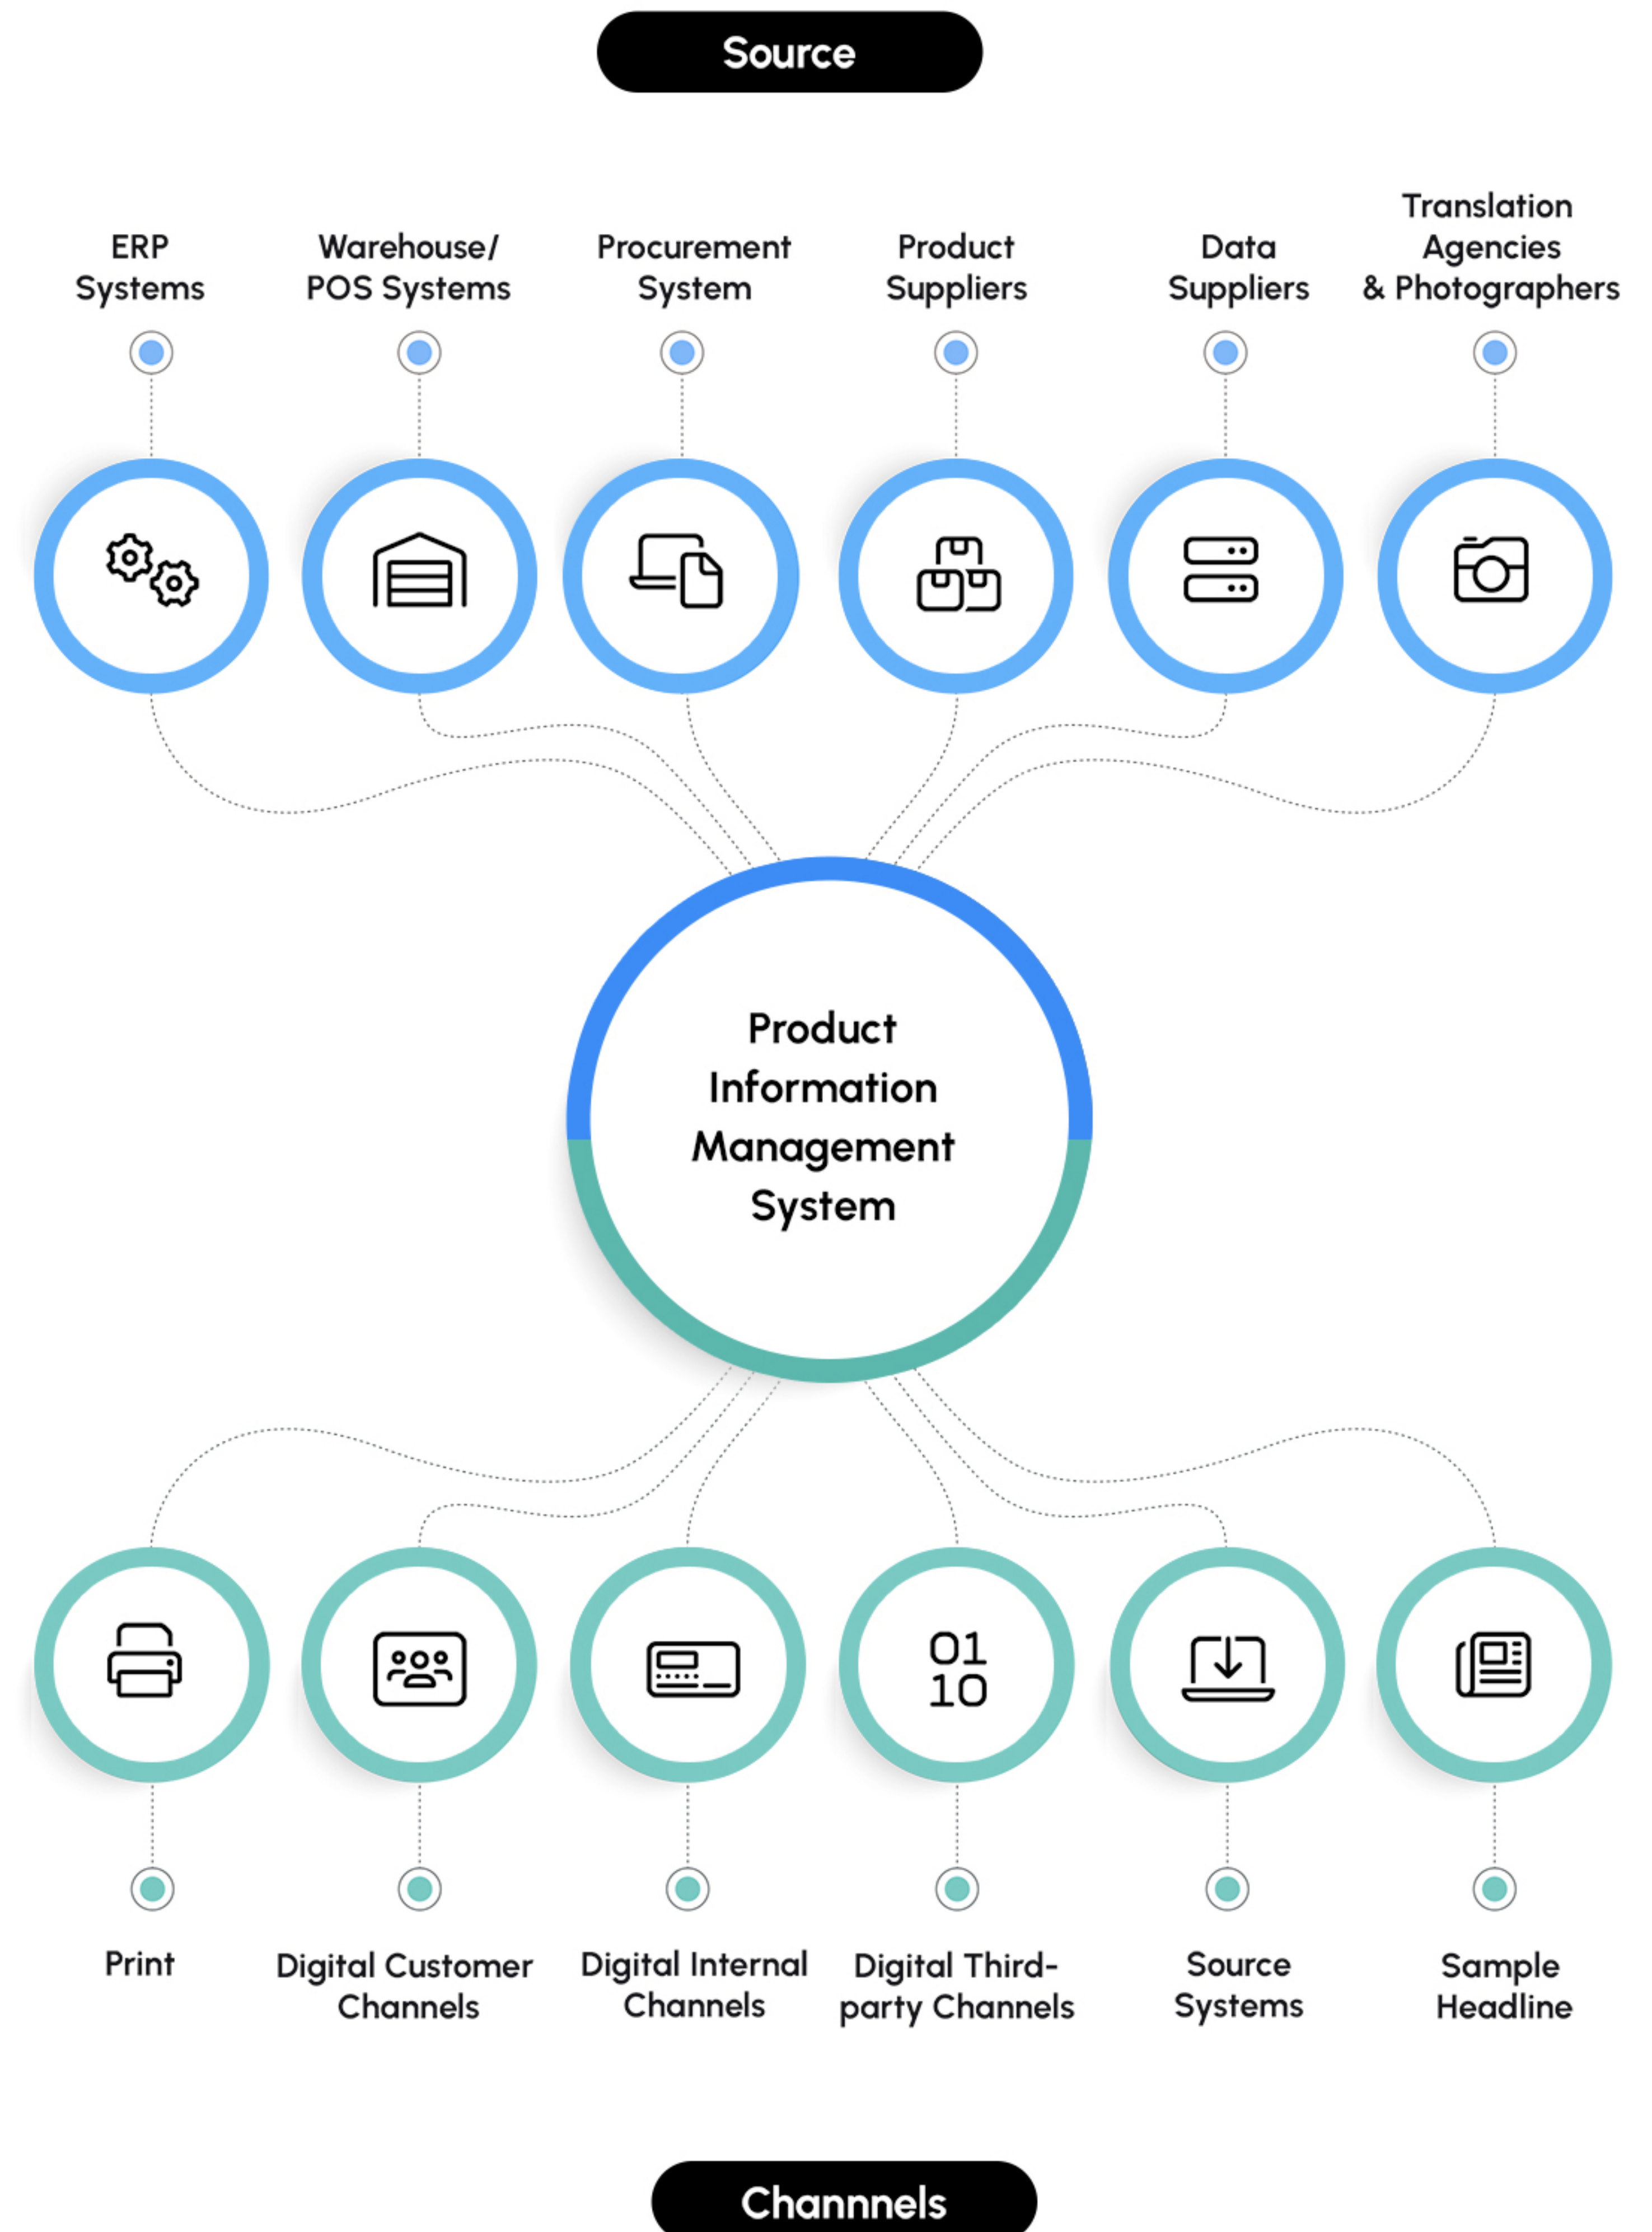 Source
ERP
Systems
Warehouse/
POS Systems
Procurement
System
Product
Suppliers
Data
Suppliers
Translation
Agencies
& Photographers
Product
Information
Management
System
01
10
Print
Digital Customer
Channels
Digital Internal
Channels
Digital Third-
party Channels
Source
Systems
Sample
Headline
Channnels